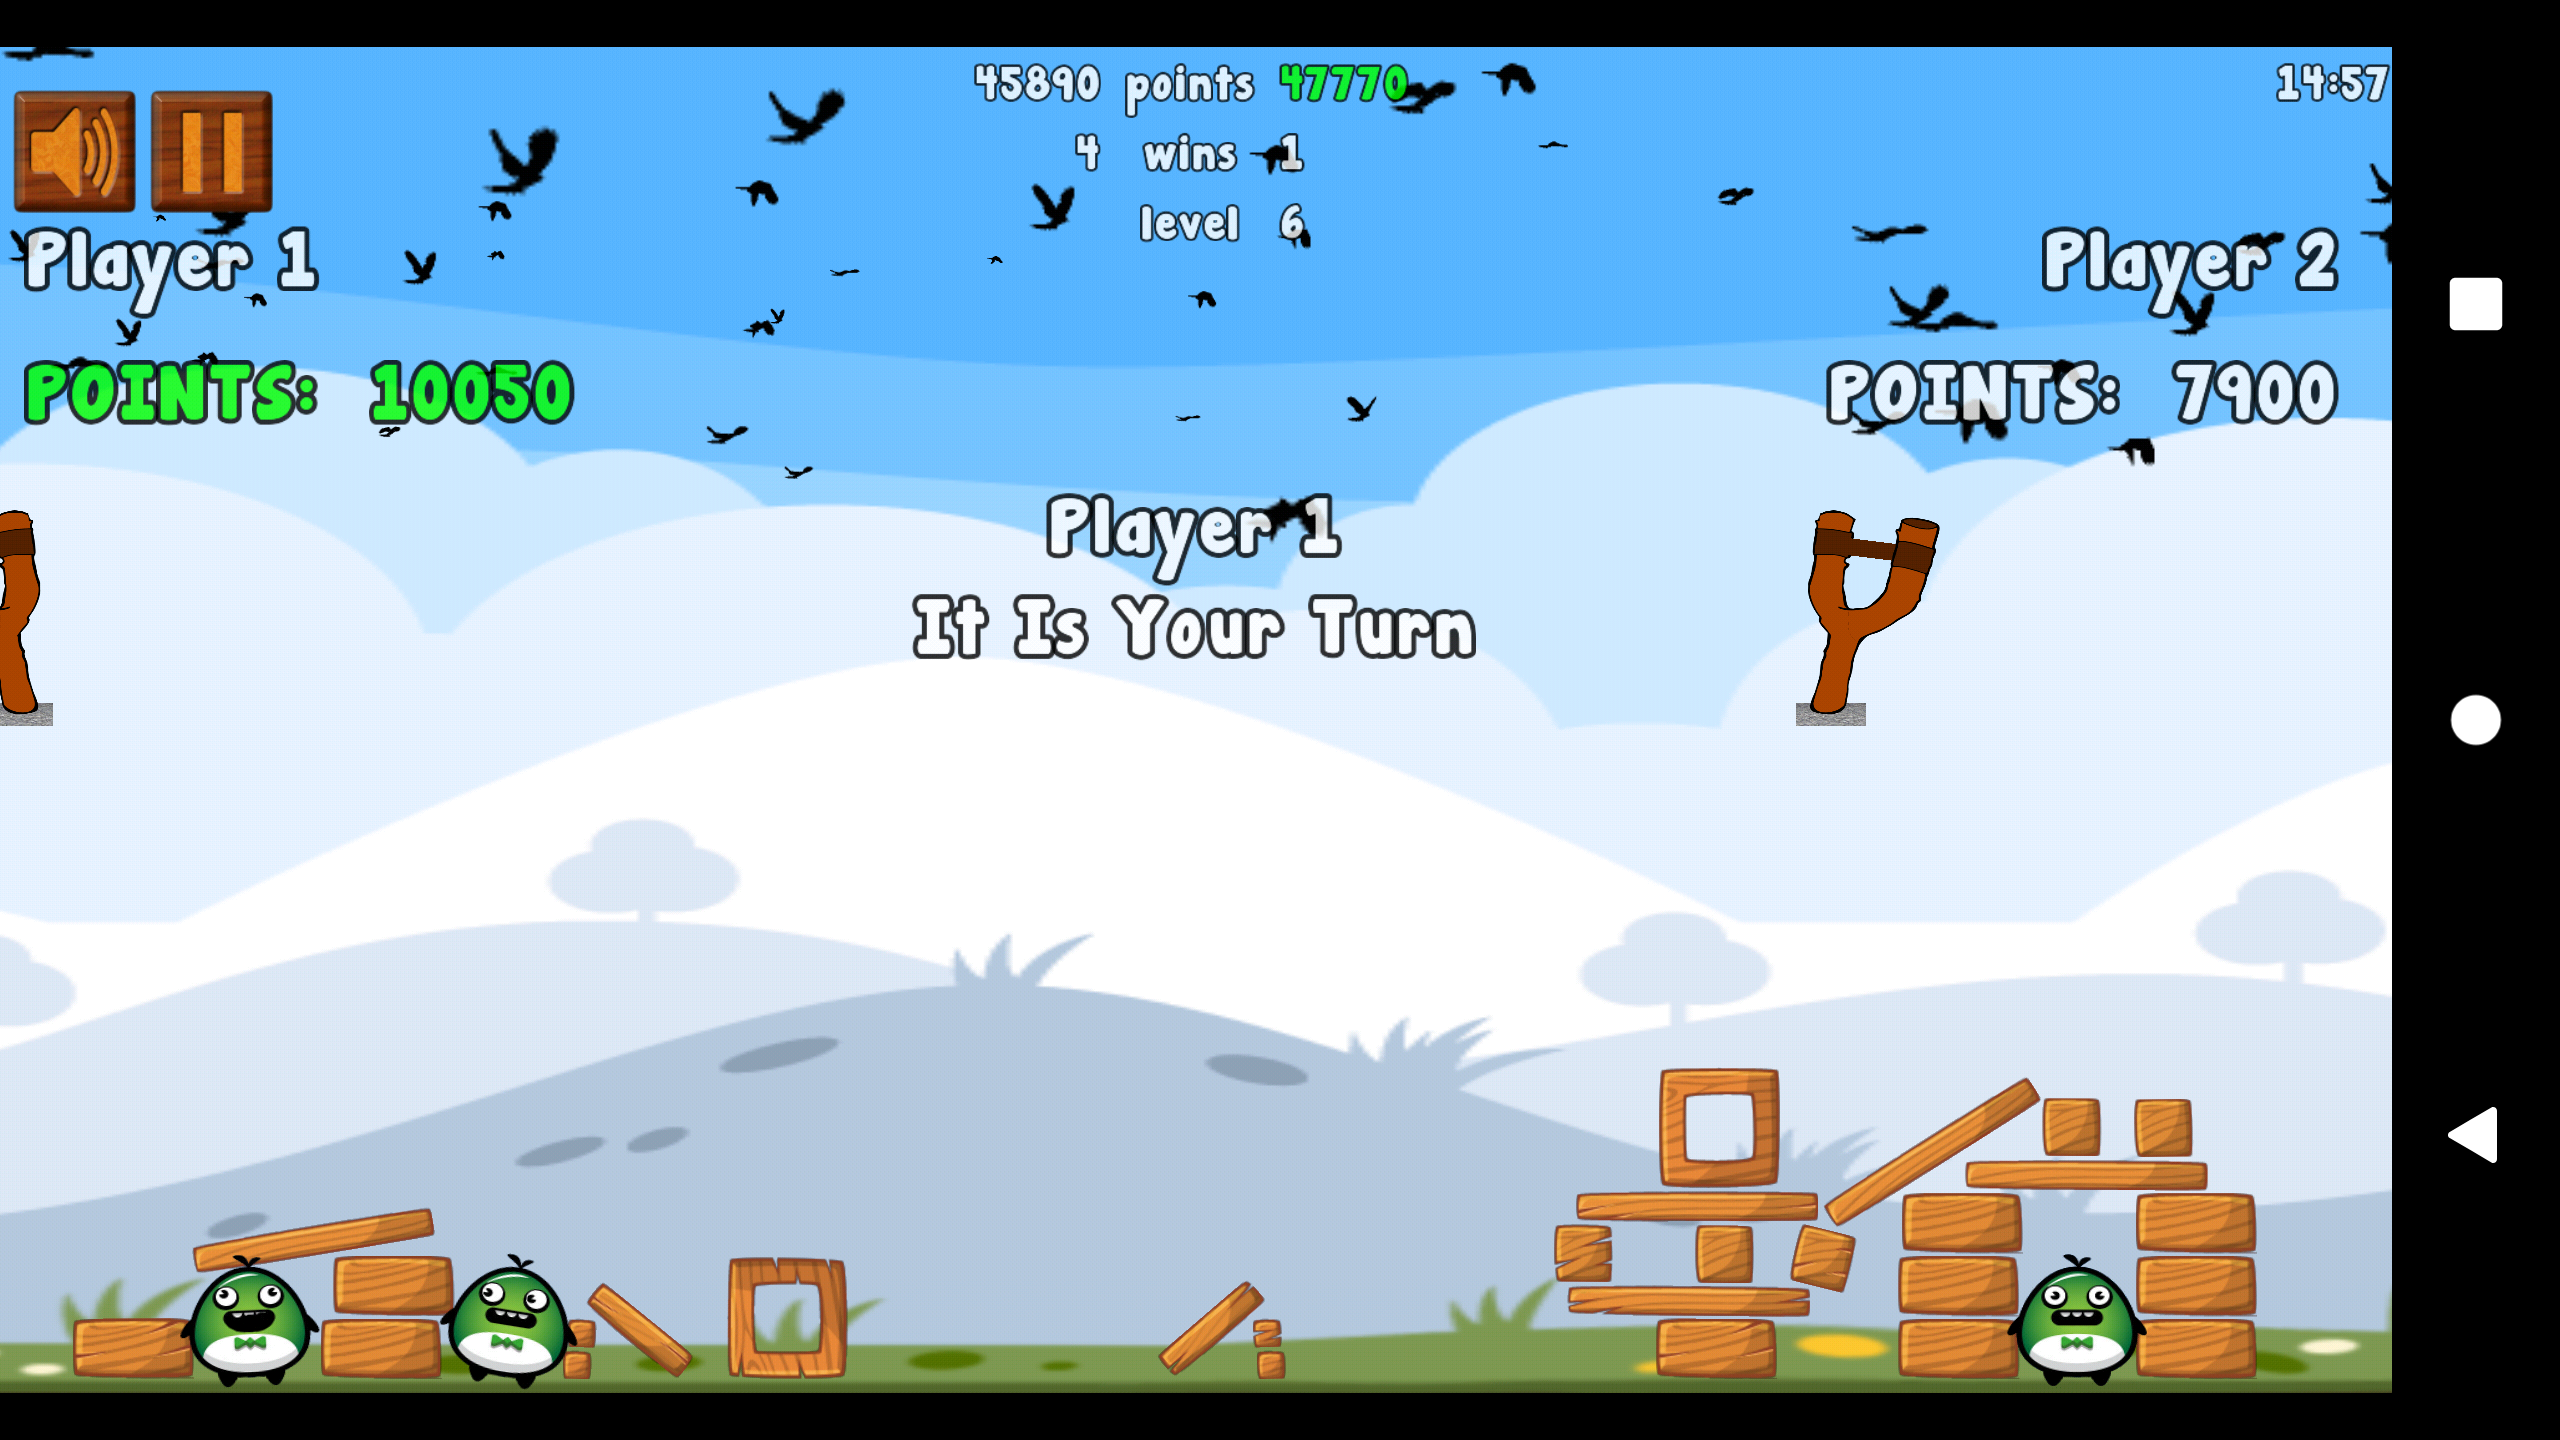 45890 points 47770
14:57
4 wins 1
level 6
Player 1
Player 2
POINTS: 10050
POINTS: 7900
Player 1
It Is Your Turn